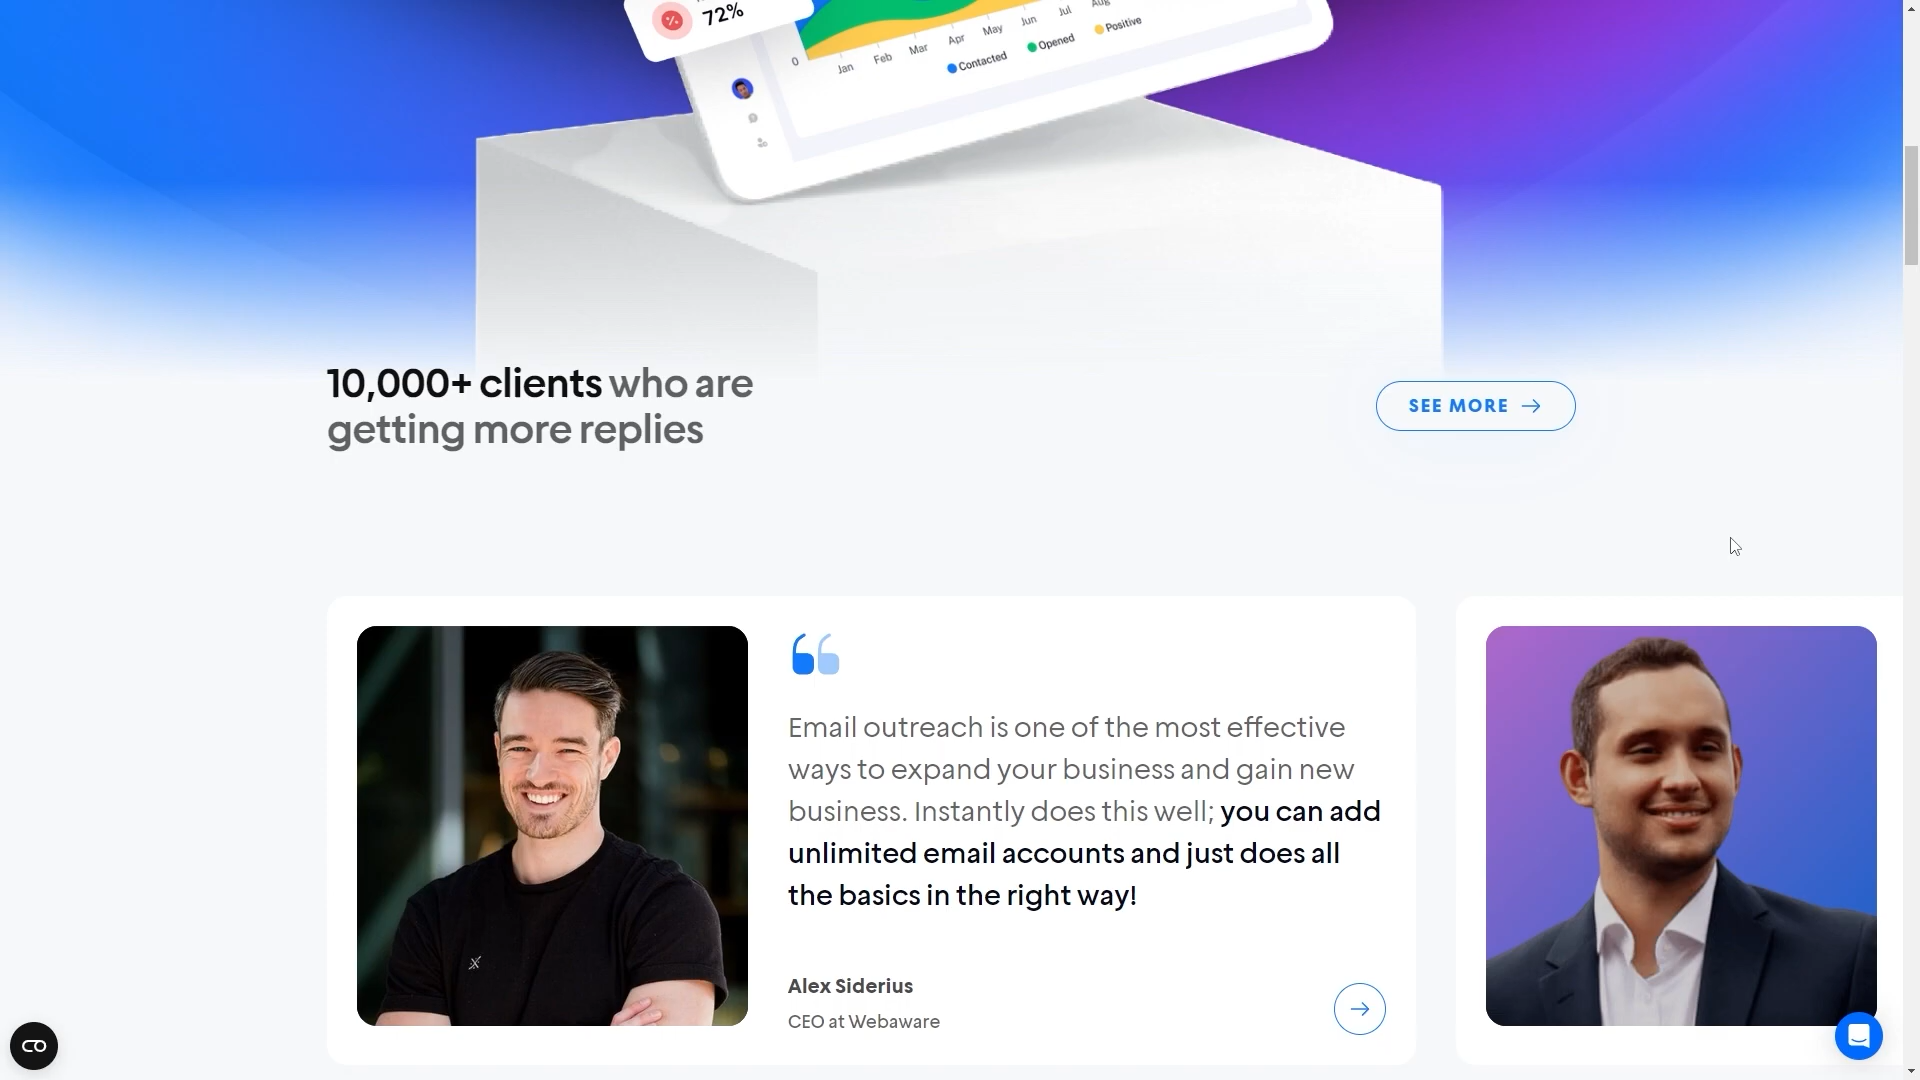 72%
0
Jan
Feb
Mar
Apr
May
Jun
Jul
Aug
Contacted
Opened
Positive
10,000+ clients who are
getting more replies
SEE MORE
Email outreach is one of the most effective
ways to expand your business and gain new
business. Instantly does this well; you can add
unlimited email accounts and just does all
the basics in the right way!
Alex Siderius
CEO at Webaware